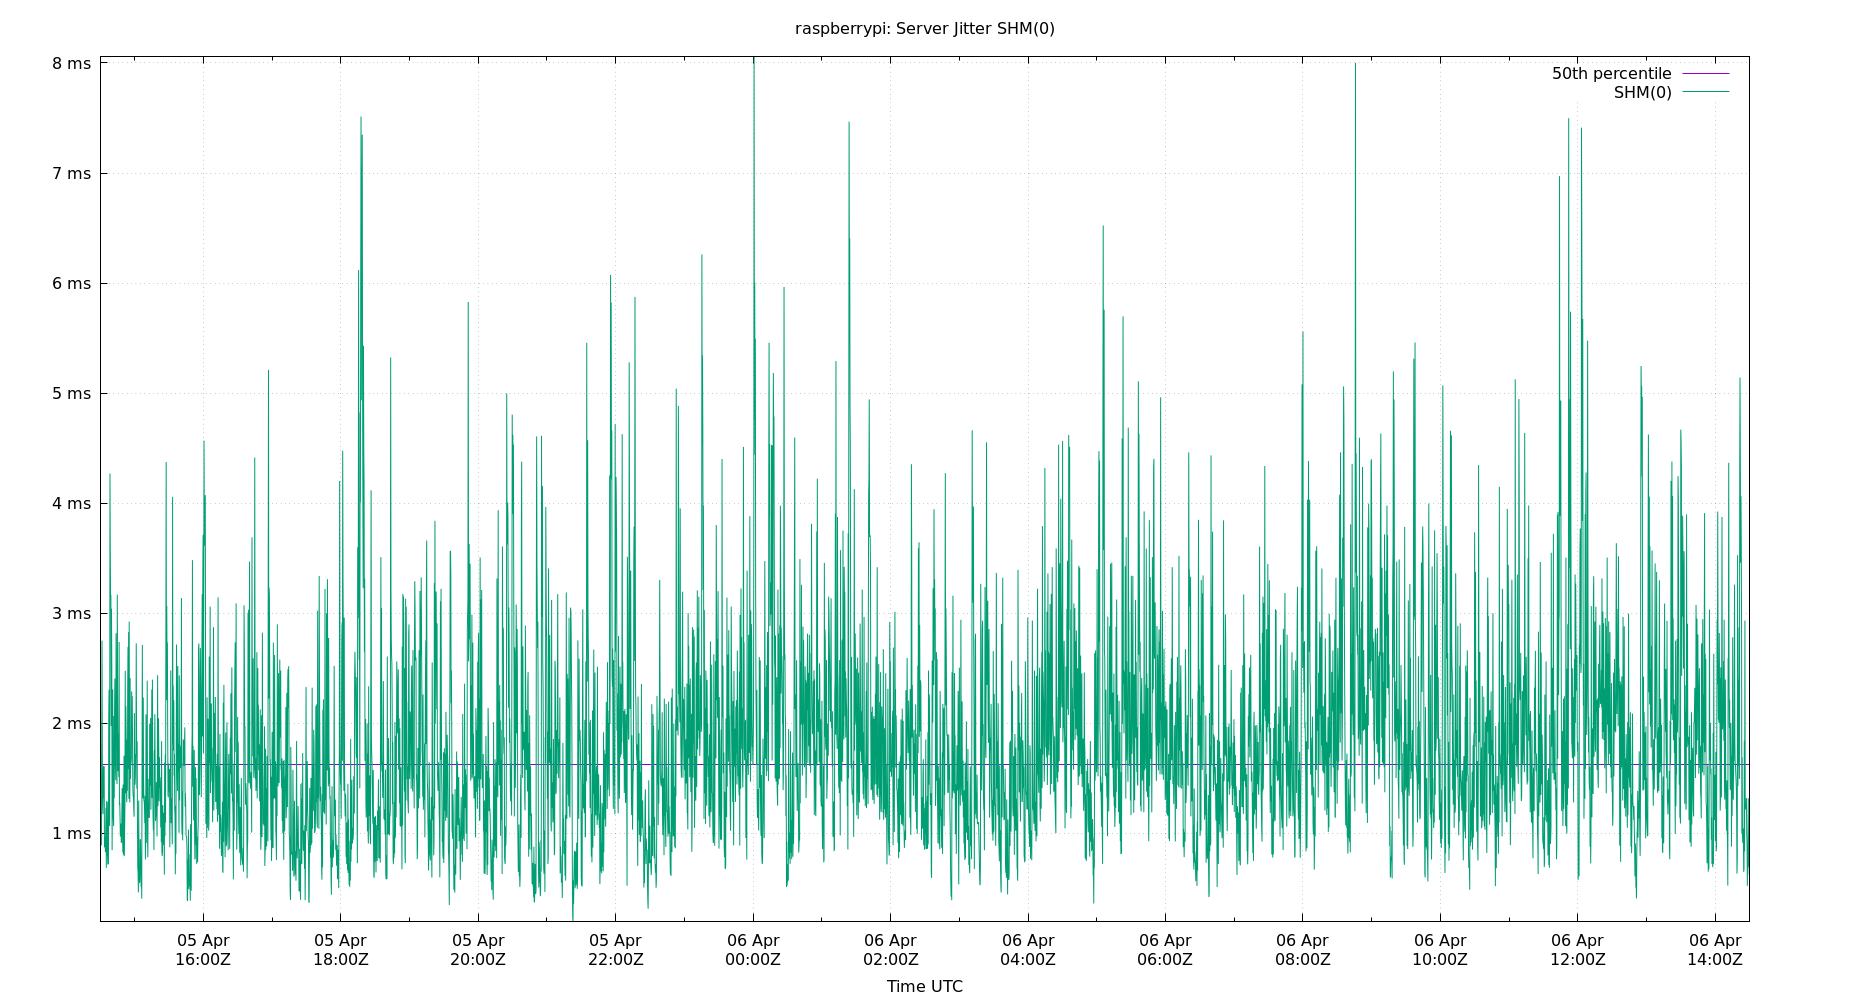 raspberrypi: Server Jitter SHM(0)
8 ms
7 ms
6 ms
5 ms
4 ms
3 ms
2 ms
1 ms
50th percentile
SHM(0)
05 Apr 05 Apr 05 Apr 05 Apr 06 Apr 06 Apr 06 Apr 06 Apr 06 Apr 06 Apr 06 Apr 06 Apr
16:00Z 18:00Z 20:00Z 22:00Z 00:00Z 02:00Z 04:00Z 06:00Z 08:00Z 10:00Z 12:00Z 14:00Z
Time UTC